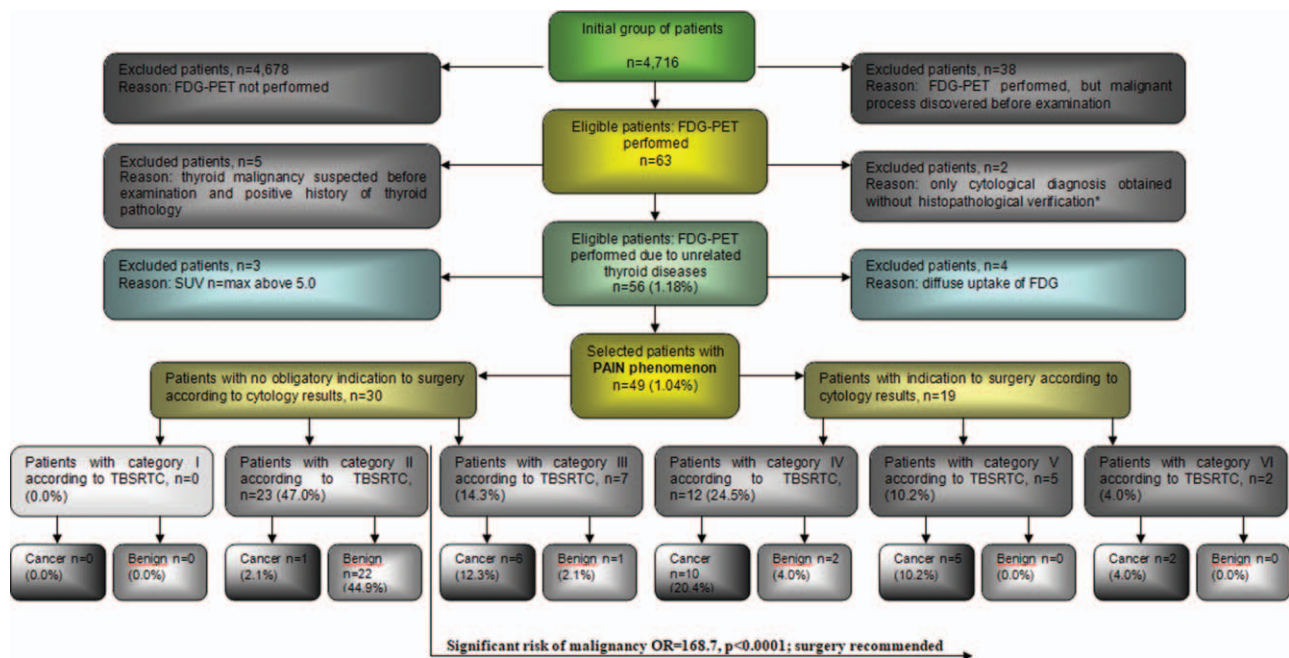 Initial group of patients
n=4,716
Excluded patients, n=4,678
Reason: FDG-PET not performed
Excluded patients, n=38
Reason: FDG-PET performed, but malignant
process discovered before examination
Eligible patients: FDG-PET
performed
n=63
Excluded patients, n=5
Reason: thyroid malignancy suspected before
examination and positive history of thyroid
pathology
Excluded patients, n=2
Reason: only cytological diagnosis obtained
without histopathological verification*
Eligible patients: FDG-PET
performed due to unrelated
thyroid diseases
n=56 (1.18%)
Excluded patients, n=3
Reason: SUV n=max above 5.0
Excluded patients, n=4
Reason: diffuse uptake of FDG
Selected patients with
PAIN phenomenon
n=49 (1.04%)
Patients with no obligatory indication to surgery
according to cytology results, n=30
Patients with indication to surgery according to
cytology results, n=19
Patients with category I
according to TBSRTC, n=0
(0.0%)
Patients with category II
according to TBSRTC,
n=23 (47.0%)
Patients with category III
according to TBSRTC, n=7
(14.3%)
Patients with category IV
according to TBSRTC,
n=12 (24.5%)
Patients with category V
according to TBSRTC, n=5
(10.2%)
Patients with category VI
according to TBSRTC, n=2
(4.0%)
Cancer n=0
(0.0%)
Benign n=0
(0.0%)
Cancer n=1
(2.1%)
Benign
n=22
(44.9%)
Cancer n=6
(12.3%)
Benign n=1
(2.1%)
Cancer
n=10
(20.4%)
Benign n=2
(4.0%)
Cancer n=5
(10.2%)
Benign n=0
(0.0%)
Cancer n=2
(4.0%)
Benign n=0
(0.0%)
Significant risk of malignancy OR=168.7, p<0.0001; surgery recommended